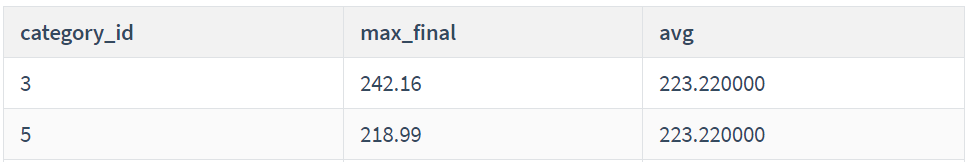 category_id max_final avg
3 242.16 223.220000
5 218.99 223.220000